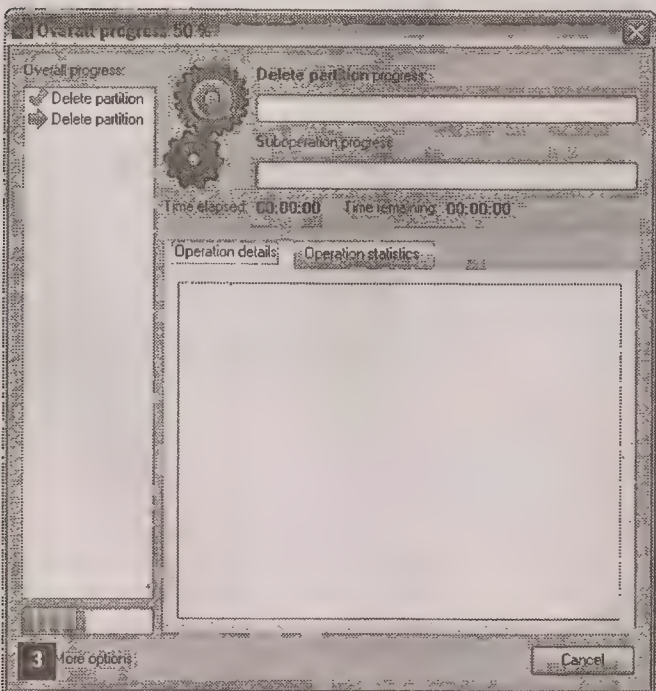 Overall progress: 50 %
Overall progress:
Delete partition
Delete partition
Delete partition progress:
Suboperation progress
Time elapsed: 00:00:00 Time remaining: 00:00:00
Operation details
Operation statistics
3
More options
Cancel